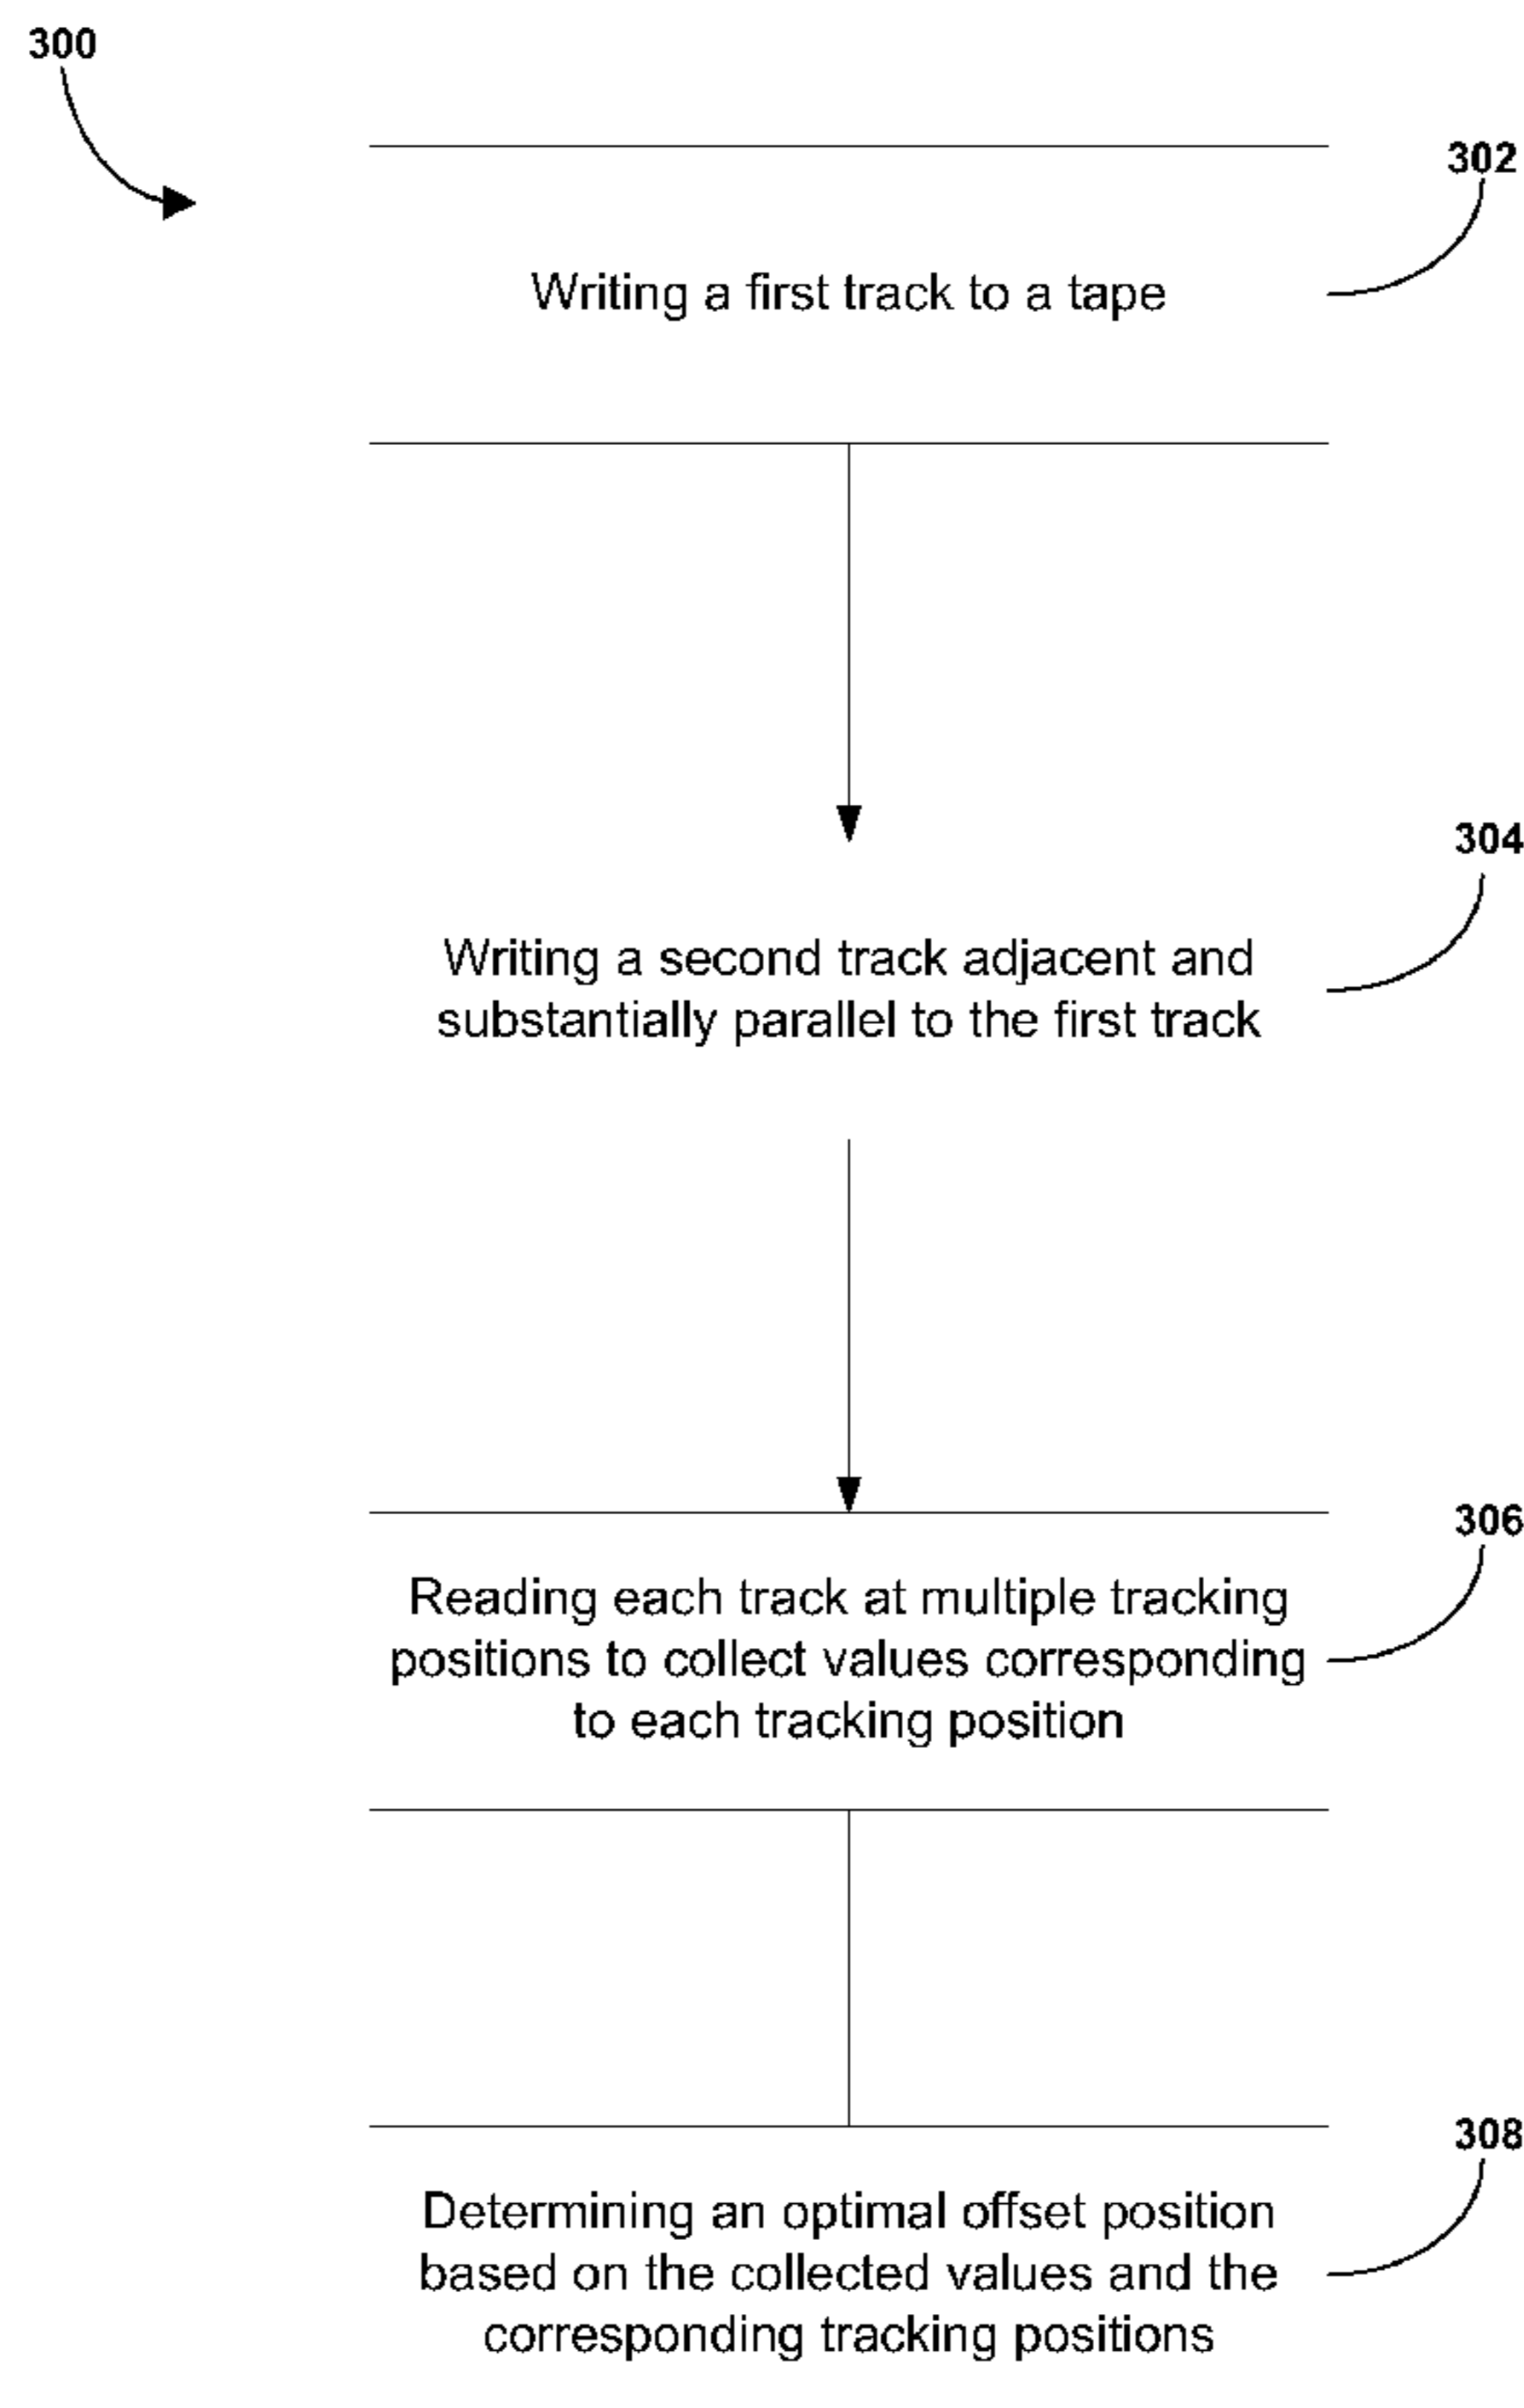 300
302
Writing a first track to a tape
304
Writing a second track adjacent and
substantially parallel to the first track
306
Reading each track at multiple tracking
positions to collect values corresponding
to each tracking position
308
Determining an optimal offset position
based on the collected values and the
corresponding tracking positions